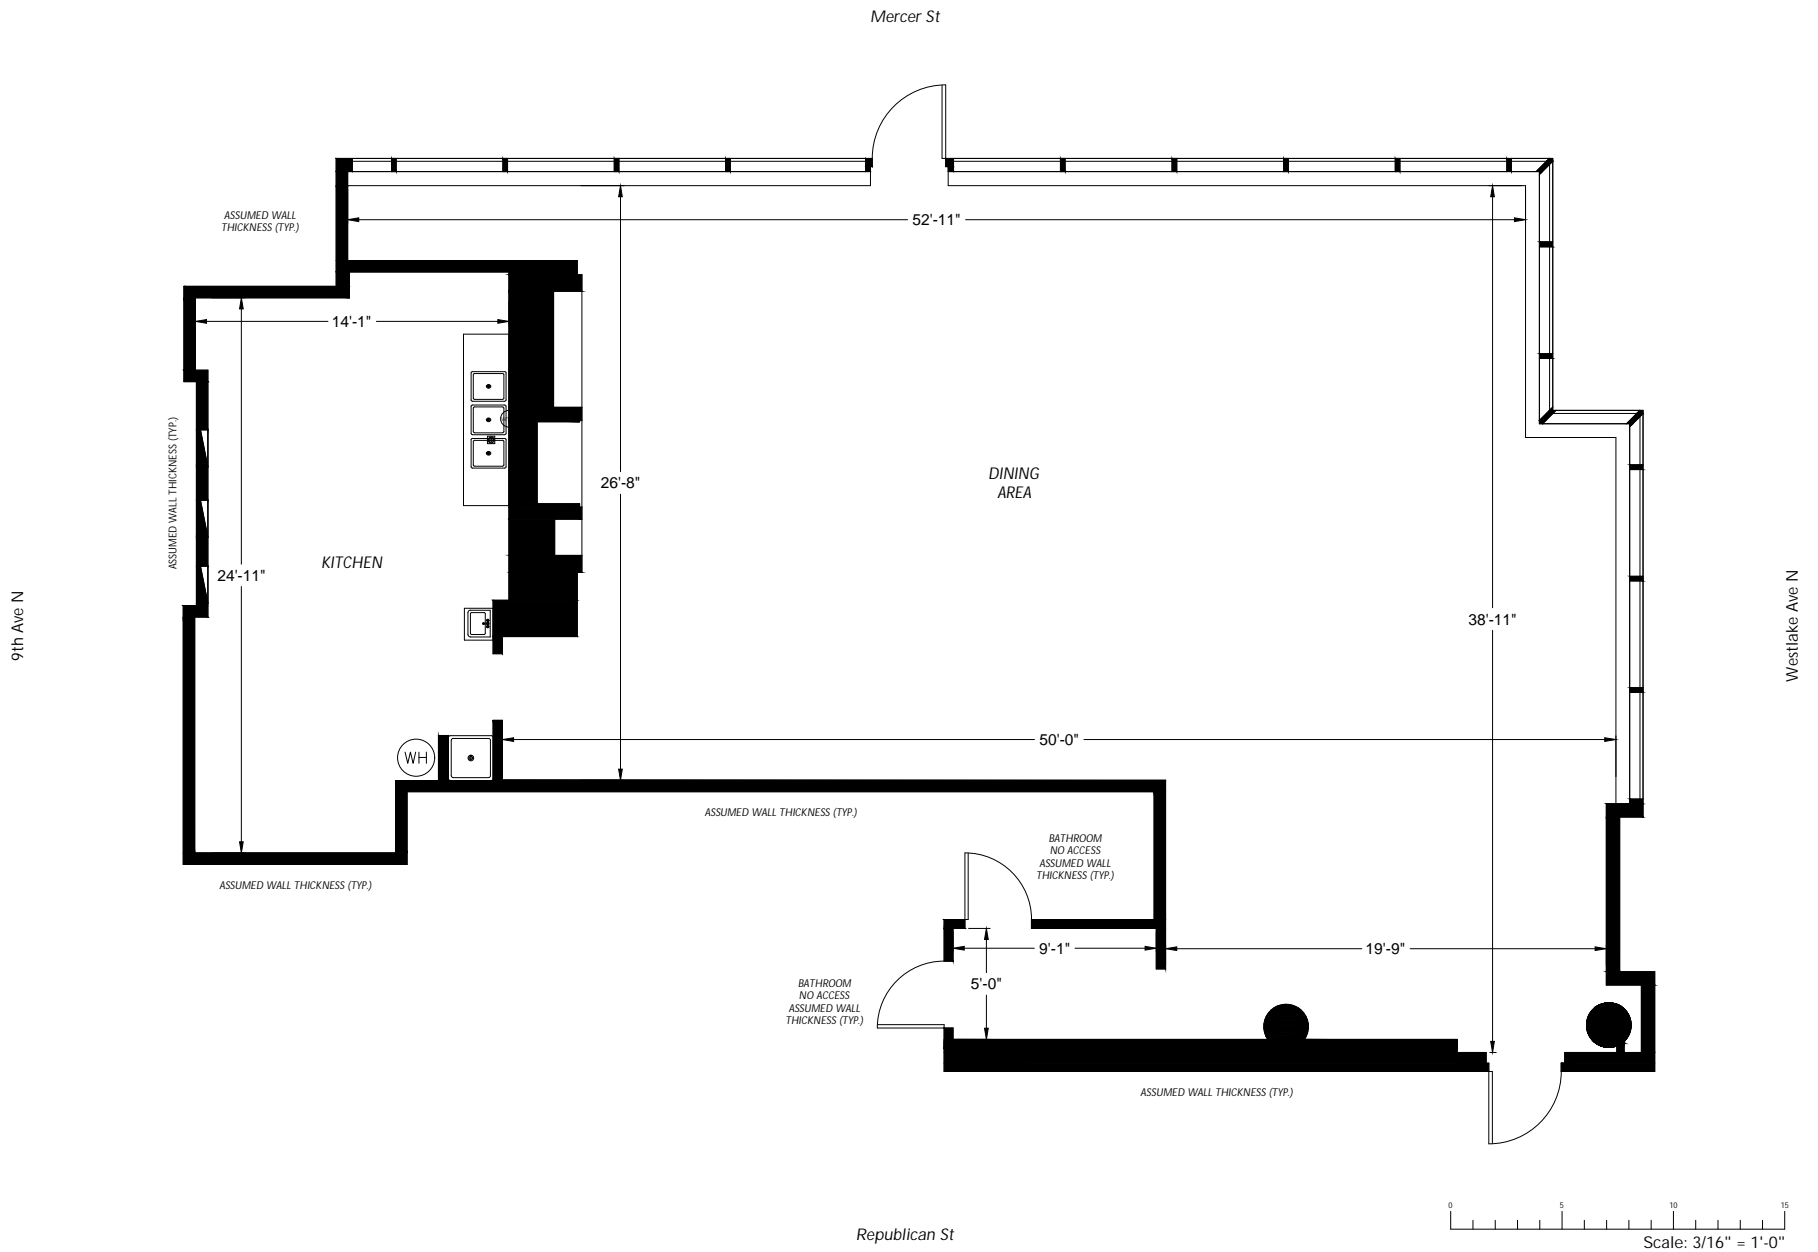 Mercer St
ASSUMED WALL
THICKNESS (TYP.)
52'-11"
14'-1"
26'-8"
DINING
AREA
ASSUMED WALL THICKNESS (TYP.)
KITCHEN
24'-11"
9th Ave N
38'-11"
Westlake Ave N
50'-0"
WH
ASSUMED WALL THICKNESS (TYP.)
BATHROOM
NO ACCESS
ASSUMED WALL
THICKNESS (TYP.)
ASSUMED WALL THICKNESS (TYP.)
9'-1"
19'-9"
5'-0"
BATHROOM
NO ACCESS
ASSUMED WALL
THICKNESS (TYP.)
ASSUMED WALL THICKNESS (TYP.)
0 5 10 15
Scale: 3/16" = 1'-0"
Republican St